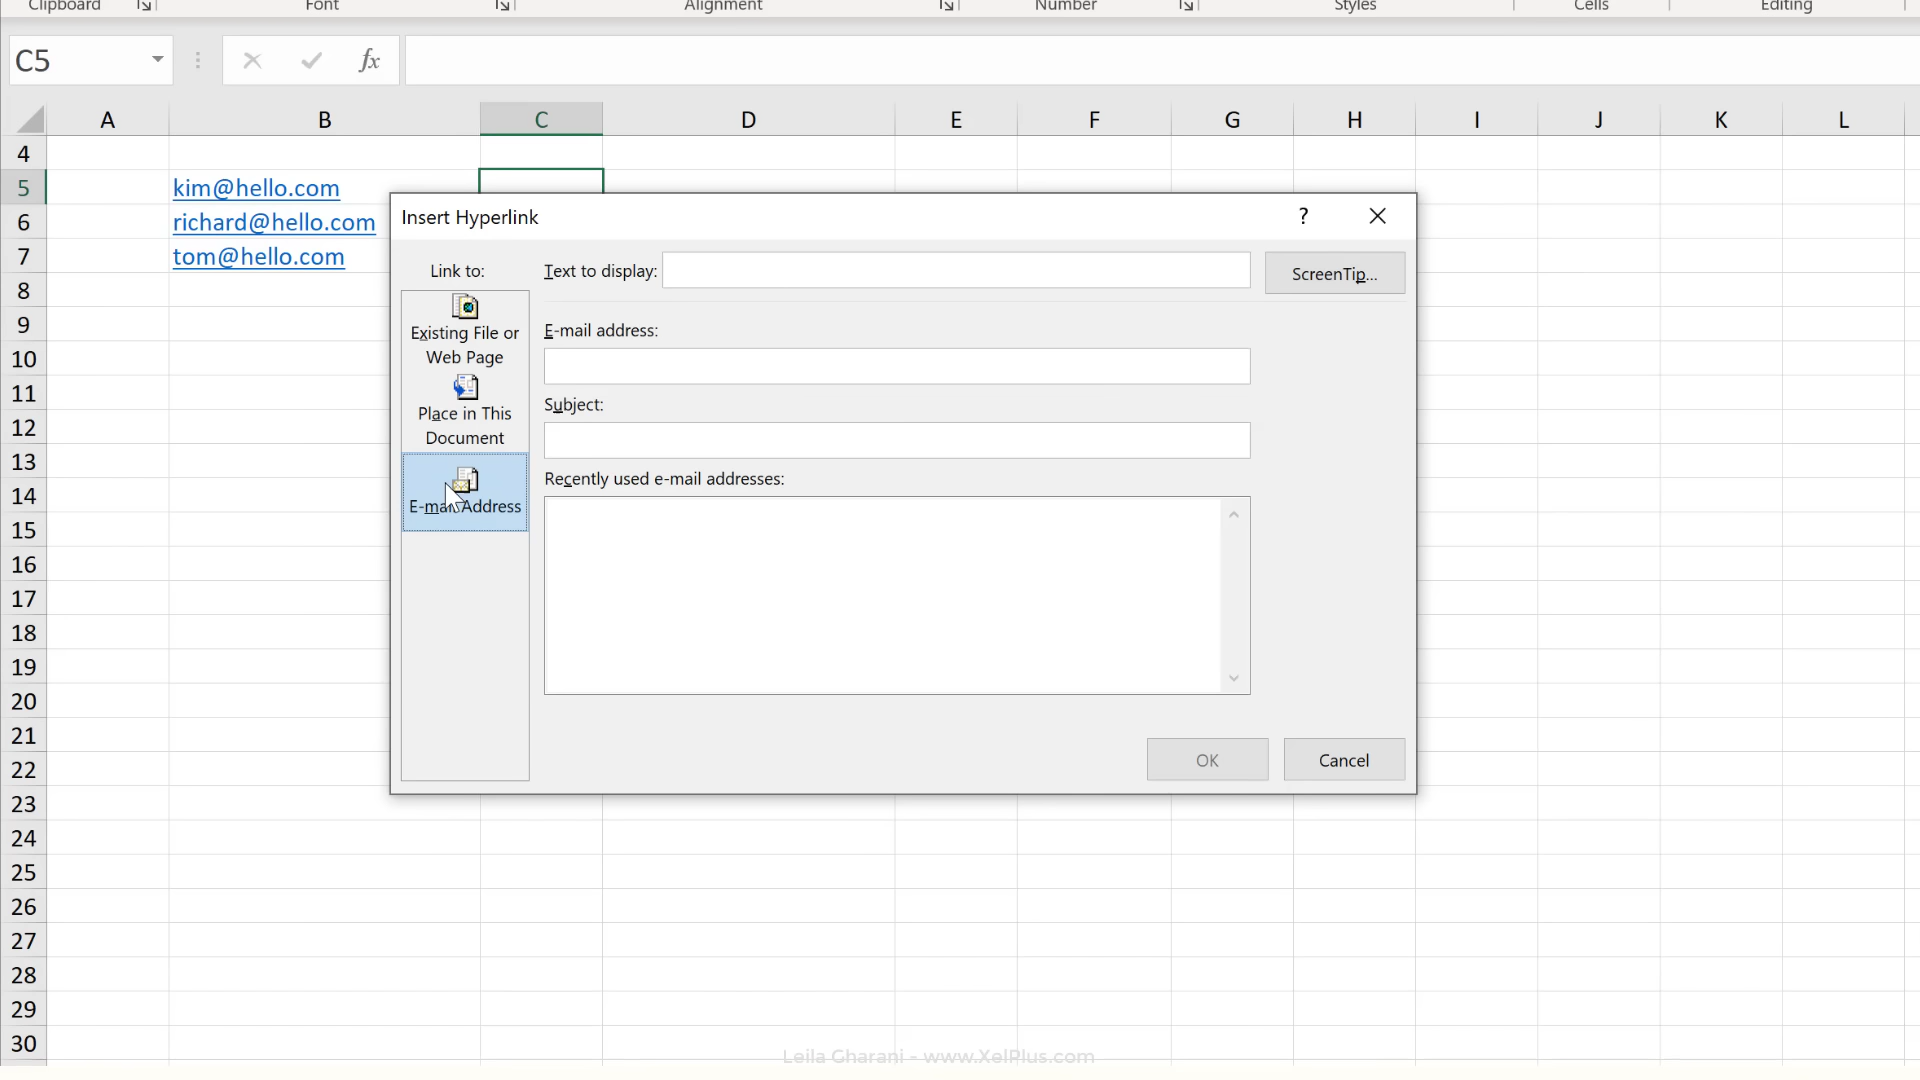 Clipboard Font Alignment Number Styles Cells Editing
C5 fx
A B C D E F G H I J K L
4
5 kim@hello.com
6 richard@hello.com
7 tom@hello.com
8
9
10
11
12
13
14
15
16
17
18
19
20
21
22
23
24
25
26
27
28
29
30
Insert Hyperlink ?
Link to: Text to display: ScreenTip...
Existing File or
Web Page
Place in This
Document
E-mail Address
E-mail address:
Subject:
Recently used e-mail addresses:
OK Cancel
Leila Gharani - www.XelPlus.com